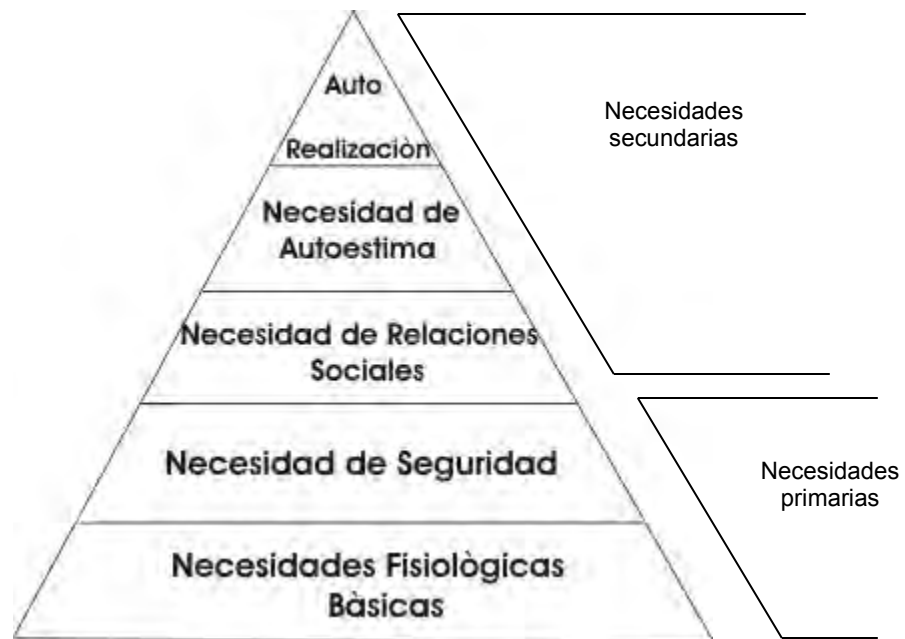 Auto
Realizaciòn
Necesidad de
Autoestima
Necesidad de Relaciones
Sociales
Necesidad de Seguridad
Necesidades Fisiològicas
Bàsicas
Necesidades
secundarias
Necesidades
primarias